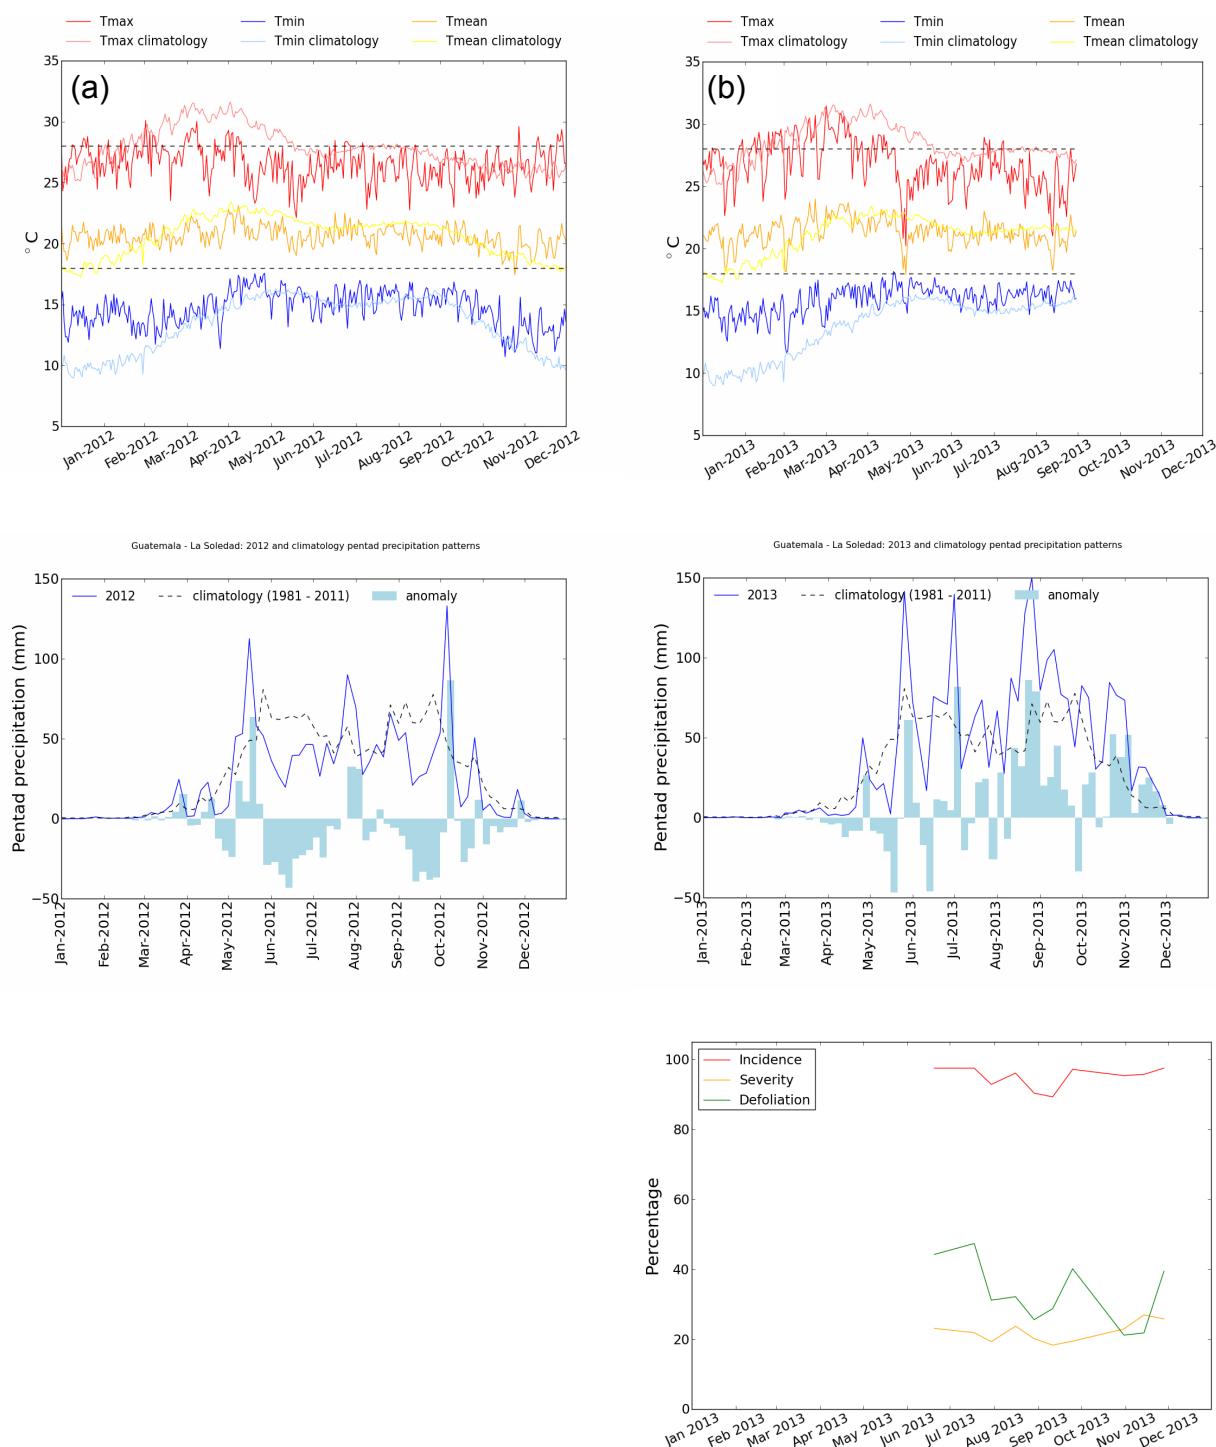 Tmax Tmin Tmean
Tmax climatology Tmin climatology Tmean climatology
(a)
°C
35
30
25
20
15
10
5
Jan-2012 Feb-2012 Mar-2012 Apr-2012 May-2012 Jun-2012 Jul-2012 Aug-2012 Sep-2012 Oct-2012 Nov-2012 Dec-2012
Tmax Tmin Tmean
Tmax climatology Tmin climatology Tmean climatology
(b)
°C
35
30
25
20
15
10
5
Jan-2013 Feb-2013 Mar-2013 Apr-2013 May-2013 Jun-2013 Jul-2013 Aug-2013 Sep-2013 Oct-2013 Nov-2013 Dec-2013
Guatemala - La Soledad: 2012 and climatology pentad precipitation patterns
2012 climatology (1981 - 2011) anomaly
Pentad precipitation (mm)
150
100
50
0
−50
Jan-2012 Feb-2012 Mar-2012 Apr-2012 May-2012 Jun-2012 Jul-2012 Aug-2012 Sep-2012 Oct-2012 Nov-2012 Dec-2012
Guatemala - La Soledad: 2013 and climatology pentad precipitation patterns
2013 climatology (1981 - 2011) anomaly
Pentad precipitation (mm)
150
100
50
0
−50
Jan-2013 Feb-2013 Mar-2013 Apr-2013 May-2013 Jun-2013 Jul-2013 Aug-2013 Sep-2013 Oct-2013 Nov-2013 Dec-2013
Incidence
Severity
Defoliation
Percentage
100
80
60
40
20
0
Jan 2013 Feb 2013 Mar 2013 Apr 2013 May 2013 Jun 2013 Jul 2013 Aug 2013 Sep 2013 Oct 2013 Nov 2013 Dec 2013